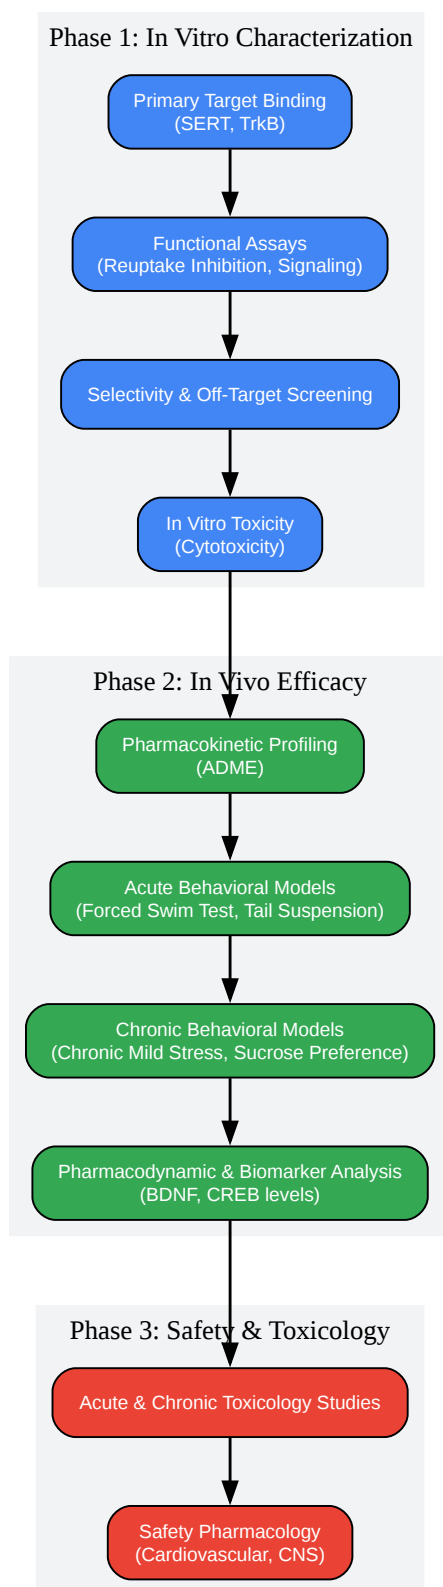 Phase 1: In Vitro Characterization
Primary Target Binding
(SERT, TrkB)
Functional Assays
(Reuptake Inhibition, Signaling)
Selectivity & Off-Target Screening
In Vitro Toxicity
(Cytotoxicity)
Phase 2: In Vivo Efficacy
Pharmacokinetic Profiling
(ADME)
Acute Behavioral Models
(Forced Swim Test, Tail Suspension)
Chronic Behavioral Models
(Chronic Mild Stress, Sucrose Preference)
Pharmacodynamic & Biomarker Analysis
(BDNF, CREB levels)
Phase 3: Safety & Toxicology
Acute & Chronic Toxicology Studies
Safety Pharmacology
(Cardiovascular, CNS)